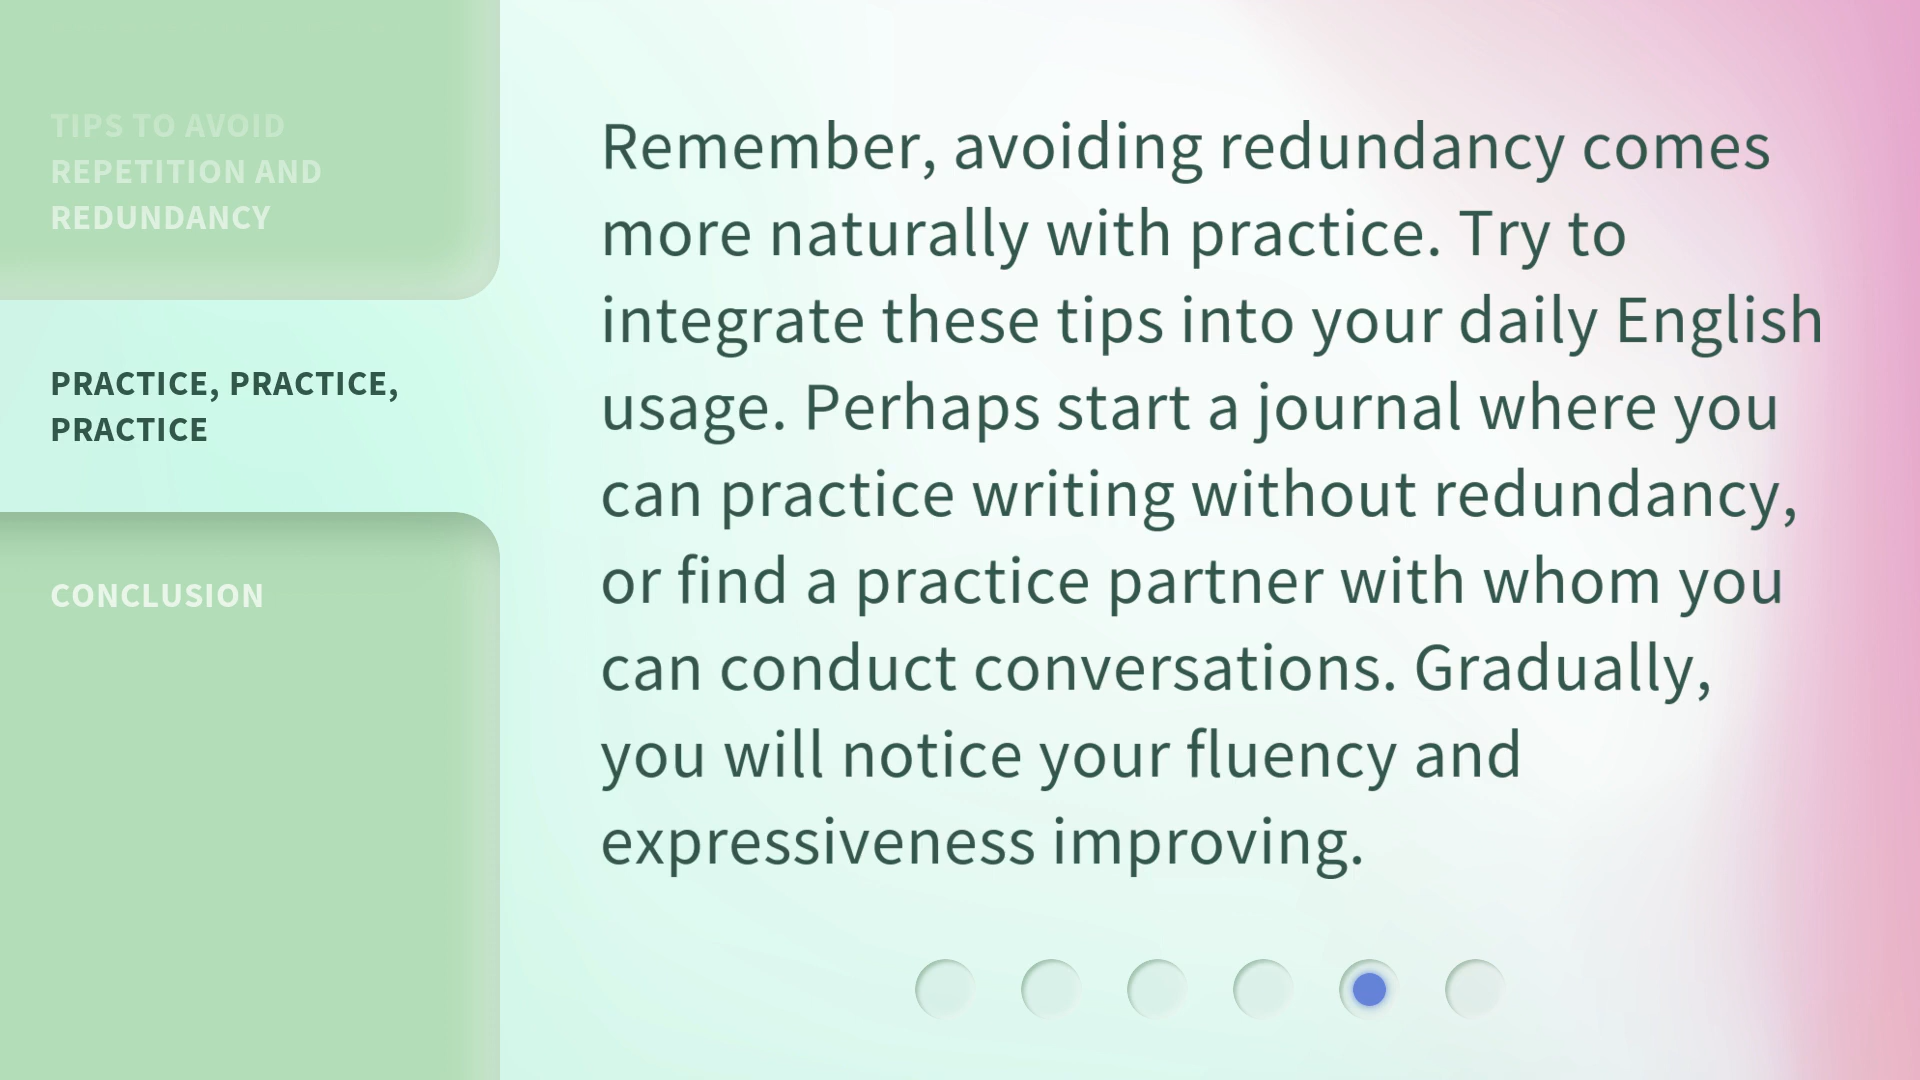 TIPS TO AVOID
REPETITION AND
REDUNDANCY
PRACTICE, PRACTICE,
PRACTICE
CONCLUSION
Remember, avoiding redundancy comes
more naturally with practice. Try to
integrate these tips into your daily English
usage. Perhaps start a journal where you
can practice writing without redundancy,
or find a practice partner with whom you
can conduct conversations. Gradually,
you will notice your fluency and
expressiveness improving.